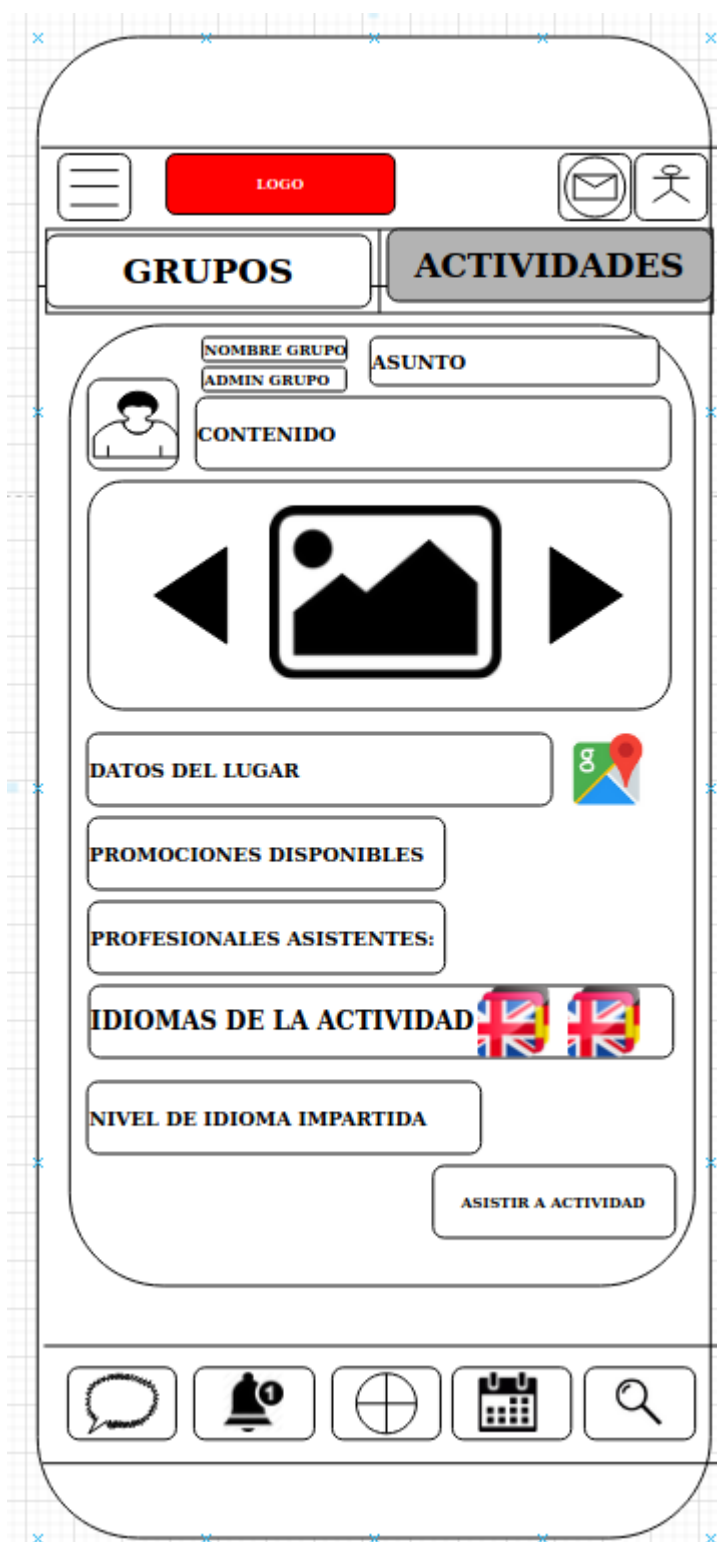 LOGO
GRUPOS
ACTIVIDADES
NOMBRE GRUPO
ADMIN GRUPO
ASUNTO
CONTENIDO
DATOS DEL LUGAR
g
PROMOCIONES DISPONIBLES
PROFESIONALES ASISTENTES:
IDIOMAS DE LA ACTIVIDAD
NIVEL DE IDIOMA IMPARTIDA
ASISTIR A ACTIVIDAD
1